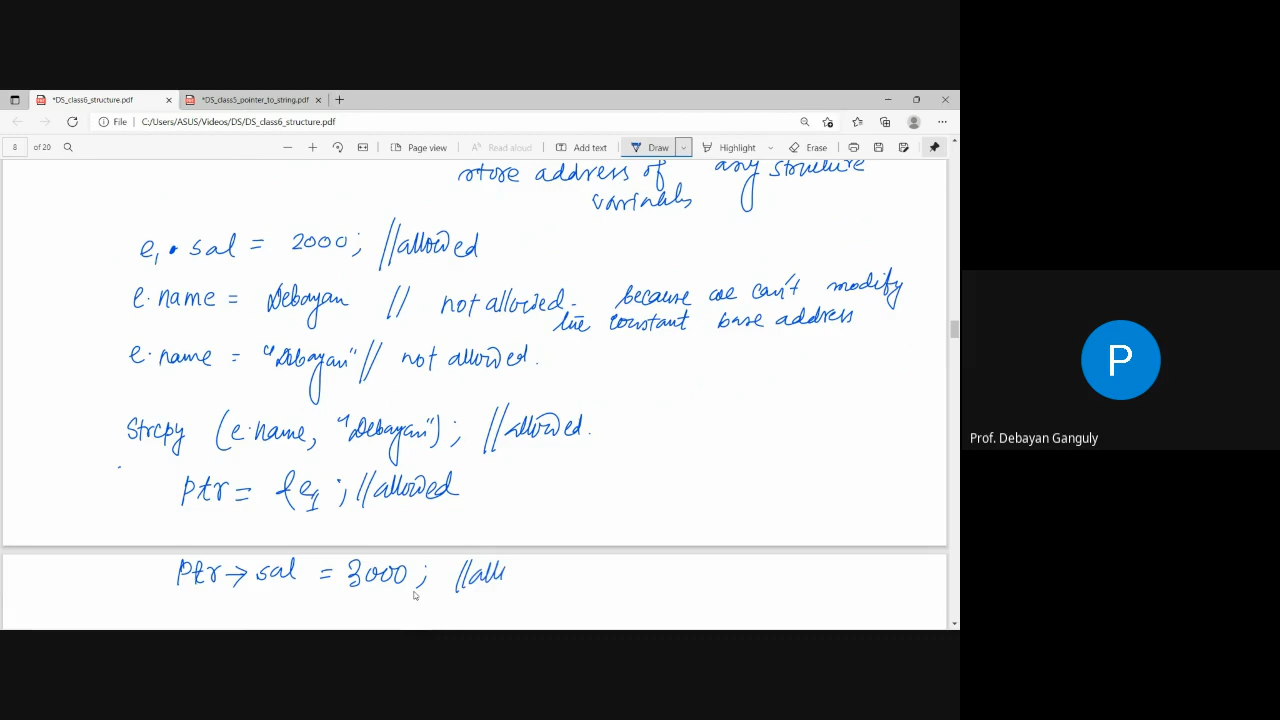 *DS_class6_structure.pdf
*DS_class5_pointer_to_string.pdf
File
C:/Users/ASUS/Videos/DS/DS_class6_structure.pdf
8 of 20
Page view
Read aloud
Add text
Draw
Highlight
Erase
store address of any structure
variables
e1.sal = 2000; //allowed
e.name = Debayan // not allowed. because we can't modify
the constant base address
e.name = "Debayan" // not allowed.
Strcpy (e.name, "Debayan"); //allowed.
ptr = &e1; //allowed
ptr→sal = 3000; //all
P
Prof. Debayan Ganguly